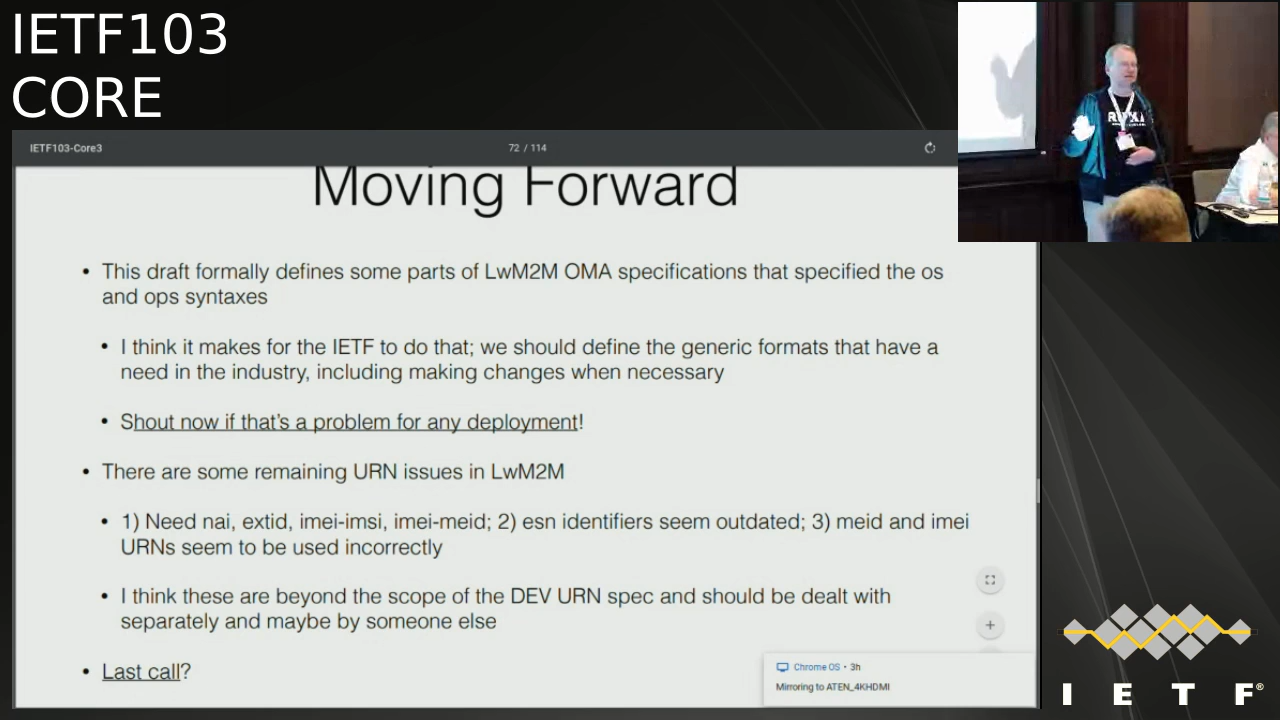 IETF103
CORE
IETF103-Core3
72 / 114
Moving Forward
• This draft formally defines some parts of LwM2M OMA specifications that specified the os
and ops syntaxes
• I think it makes for the IETF to do that; we should define the generic formats that have a
need in the industry, including making changes when necessary
• Shout now if that's a problem for any deployment!
• There are some remaining URN issues in LwM2M
• 1) Need nai, extid, imei-imsi, imei-meid; 2) esn identifiers seem outdated; 3) meid and imei
URNs seem to be used incorrectly
• I think these are beyond the scope of the DEV URN spec and should be dealt with
separately and maybe by someone else
• Last call?
Chrome OS • 3h
Mirroring to ATEN_4KHDMI
I E T F®